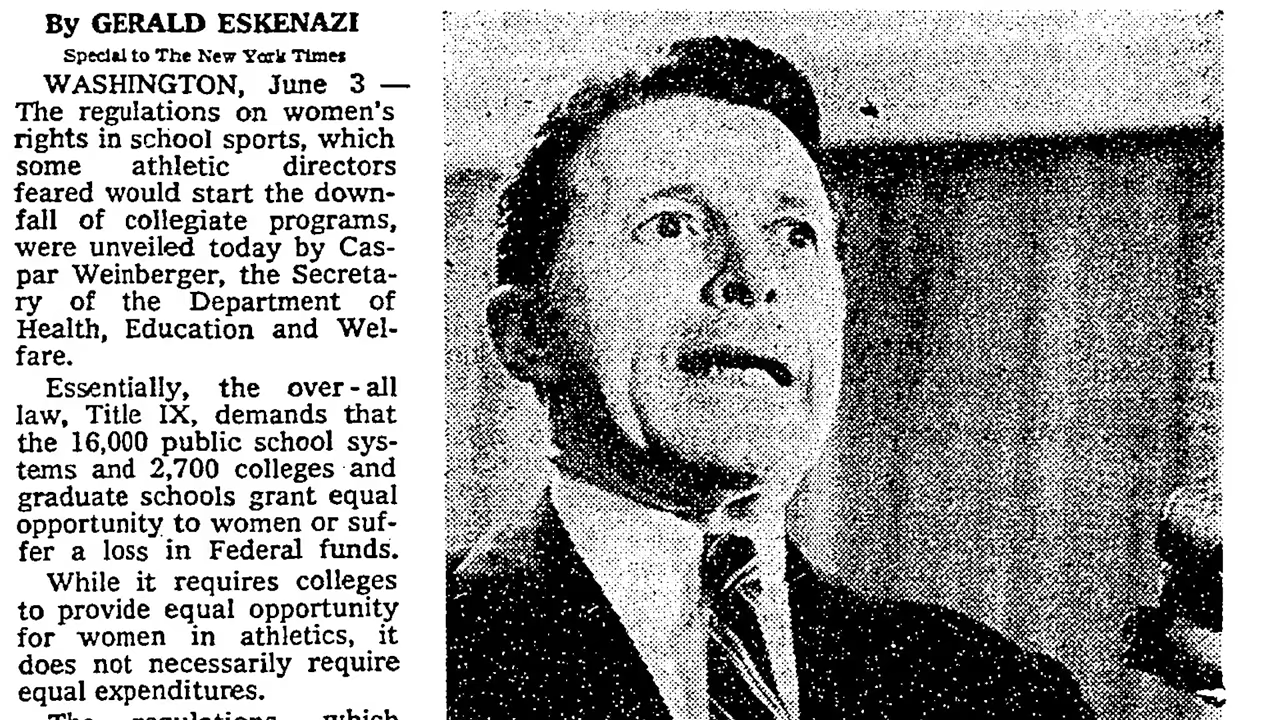 By GERALD ESKENAZI
Special to The New York Times
WASHINGTON, June 3 —
The regulations on women's
rights in school sports, which
some athletic directors
feared would start the down-
fall of collegiate programs,
were unveiled today by Cas-
par Weinberger, the Secreta-
ry of the Department of
Health, Education and Wel-
fare.
Essentially, the over-all
law, Title IX, demands that
the 16,000 public school sys-
tems and 2,700 colleges and
graduate schools grant equal
opportunity to women or suf-
fer a loss in Federal funds.
While it requires colleges
to provide equal opportunity
for women in athletics, it
does not necessarily require
equal expenditures.
The regulations, which